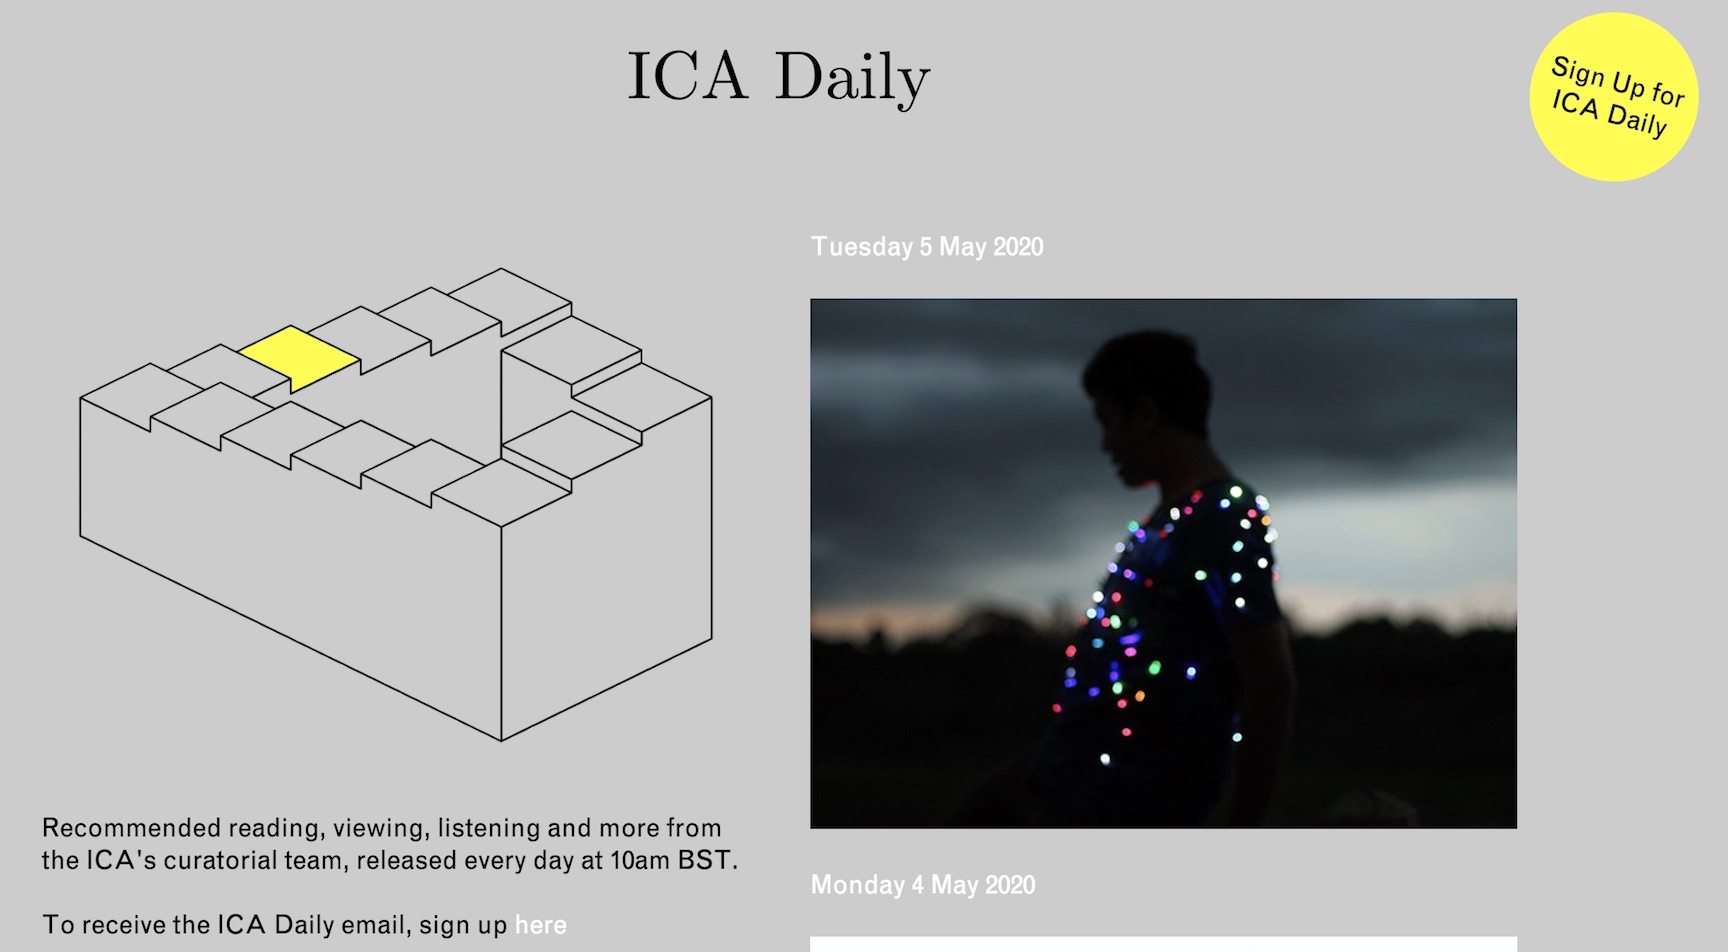 ICA Daily
Sign Up for
ICA Daily
Tuesday 5 May 2020
Recommended reading, viewing, listening and more from
the ICA's curatorial team, released every day at 10am BST.
To receive the ICA Daily email, sign up here
Monday 4 May 2020